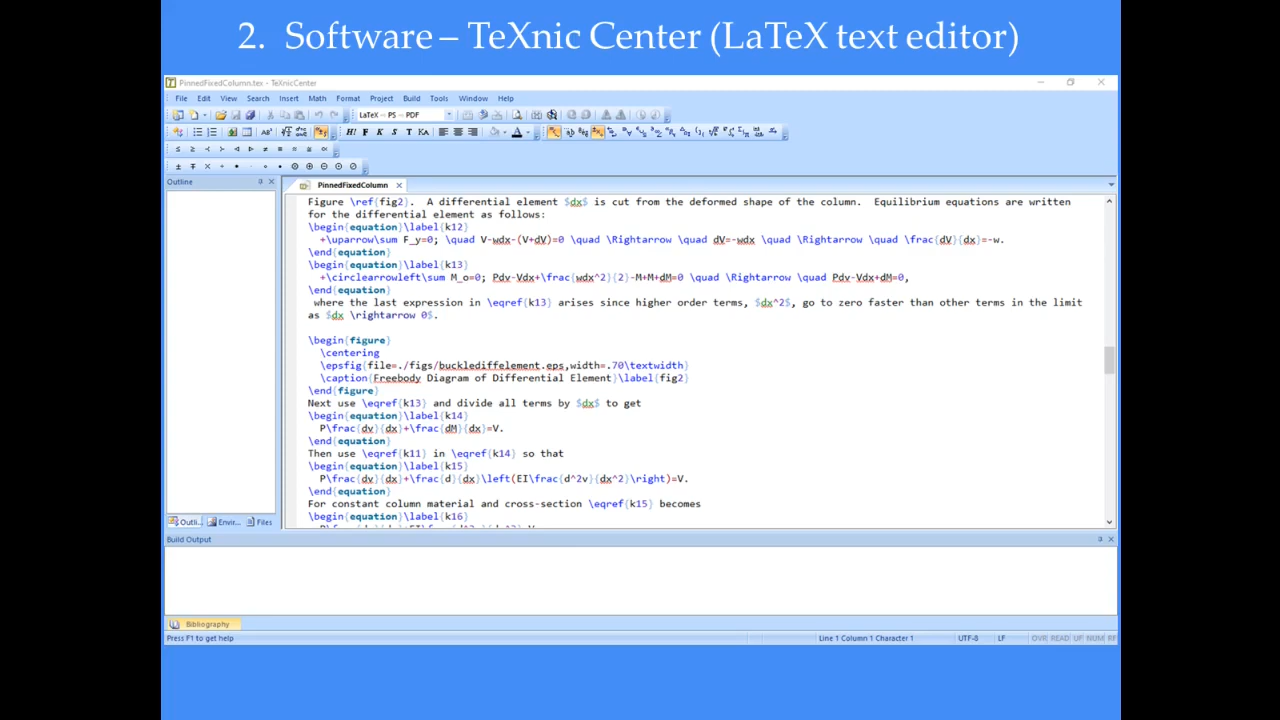 2. Software – TeXnic Center (LaTeX text editor)
PinnedFixedColumn.tex - TeXnicCenter
File Edit View Search Insert Math Format Project Build Tools Window Help
LaTeX → PS → PDF
Outline
PinnedFixedColumn
Figure \ref{fig2}. A differential element $dx$ is cut from the deformed shape of the column. Equilibrium equations are written
for the differential element as follows:
\begin{equation}\label{k12}
+\uparrow\sum F_y=0; \quad V-wdx-(V+dV)=0 \quad \Rightarrow \quad dV=-wdx \quad \Rightarrow \quad \frac{dV}{dx}=-w.
\end{equation}
\begin{equation}\label{k13}
+\circlearrowleft\sum M_o=0; Pdv-Vdx+\frac{wdx^2}{2}-M+M+dM=0 \quad \Rightarrow \quad Pdv-Vdx+dM=0,
\end{equation}
where the last expression in \eqref{k13} arises since higher order terms, $dx^2$, go to zero faster than other terms in the limit
as $dx \rightarrow 0$.
\begin{figure}
\centering
\epsfig{file=./figs/bucklediffelement.eps,width=.70\textwidth}
\caption{Freebody Diagram of Differential Element}\label{fig2}
\end{figure}
Next use \eqref{k13} and divide all terms by $dx$ to get
\begin{equation}\label{k14}
P\frac{dv}{dx}+\frac{dM}{dx}=V.
\end{equation}
Then use \eqref{k11} in \eqref{k14} so that
\begin{equation}\label{k15}
P\frac{dv}{dx}+\frac{d}{dx}\left(EI\frac{d^2v}{dx^2}\right)=V.
\end{equation}
For constant column material and cross-section \eqref{k15} becomes
\begin{equation}\label{k16}
Outli... Envir... Files
Build Output
Bibliography
Press F1 to get help Line 1 Column 1 Character 1 UTF-8 LF OVR READ UF NUM RF